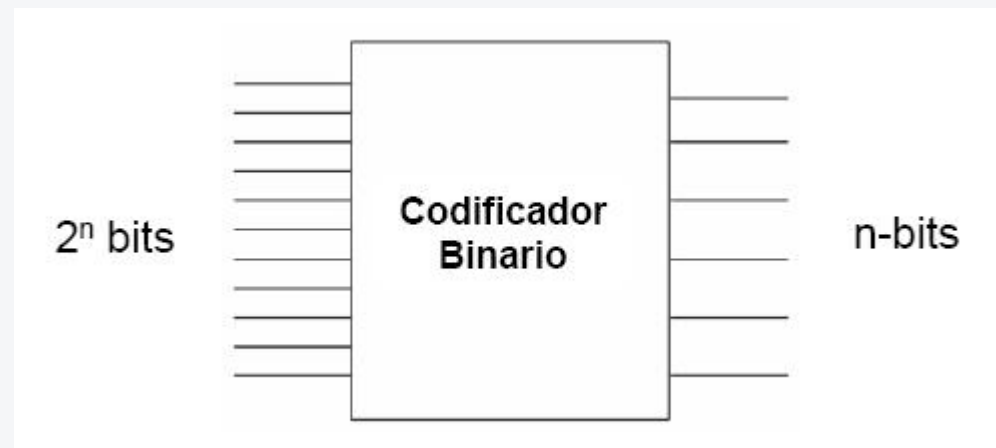 2ⁿ bits
Codificador
Binario
n-bits